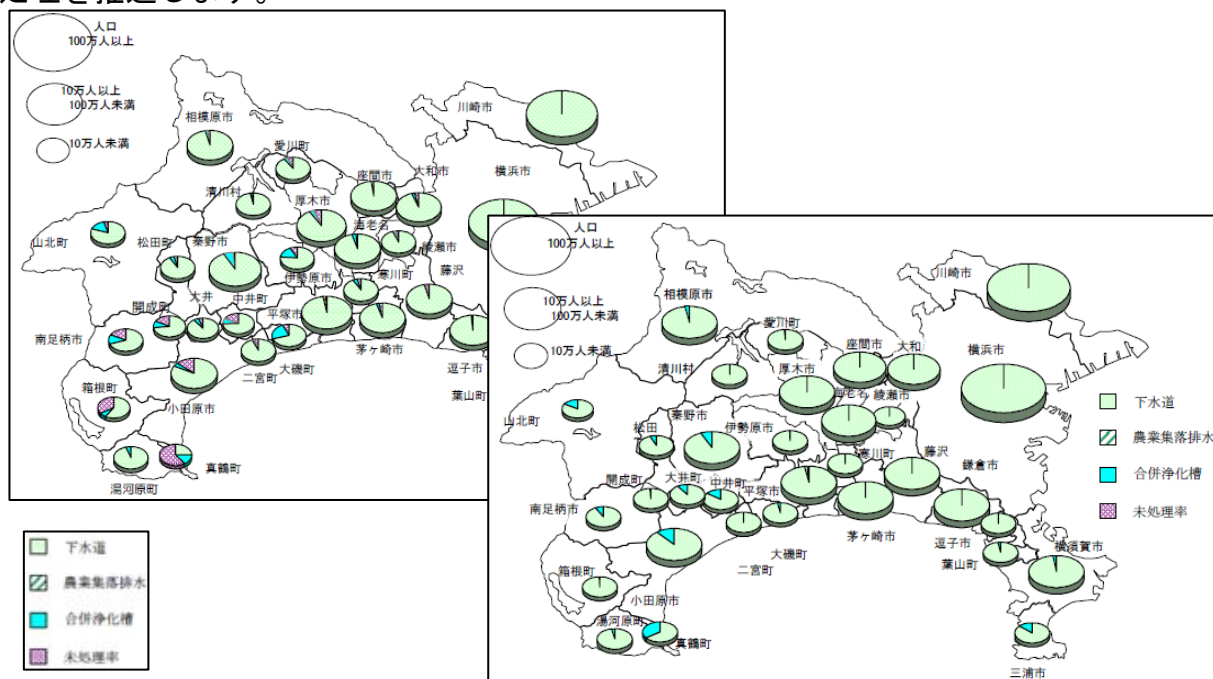 処理を推進します。
人口
100万人以上
10万人以上
100万人未満
10万人未満
川崎市
相模原市
愛川町
座間市
大和市
横浜市
清川村
厚木市
海老名
山北町
松田町
秦野市
綾瀬市
伊勢原市
寒川町
藤沢
開成町
大井
中井町
平塚市
南足柄市
茅ヶ崎市
大磯町
二宮町
逗子市
箱根町
小田原市
葉山町
真鶴町
湯河原町
下水道
農業集落排水
合併浄化槽
未処理率
人口
100万人以上
10万人以上
100万人未満
10万人未満
川崎市
相模原市
愛川町
座間市
大和
横浜市
清川村
厚木市
海老名
綾瀬市
山北町
秦野市
松田
伊勢原市
寒川町
藤沢
鎌倉市
開成町
大井町
中井町
平塚市
南足柄市
茅ヶ崎市
逗子市
大磯町
横須賀市
葉山町
箱根町
二宮町
小田原市
湯河原町
真鶴町
三浦市
下水道
農業集落排水
合併浄化槽
未処理率